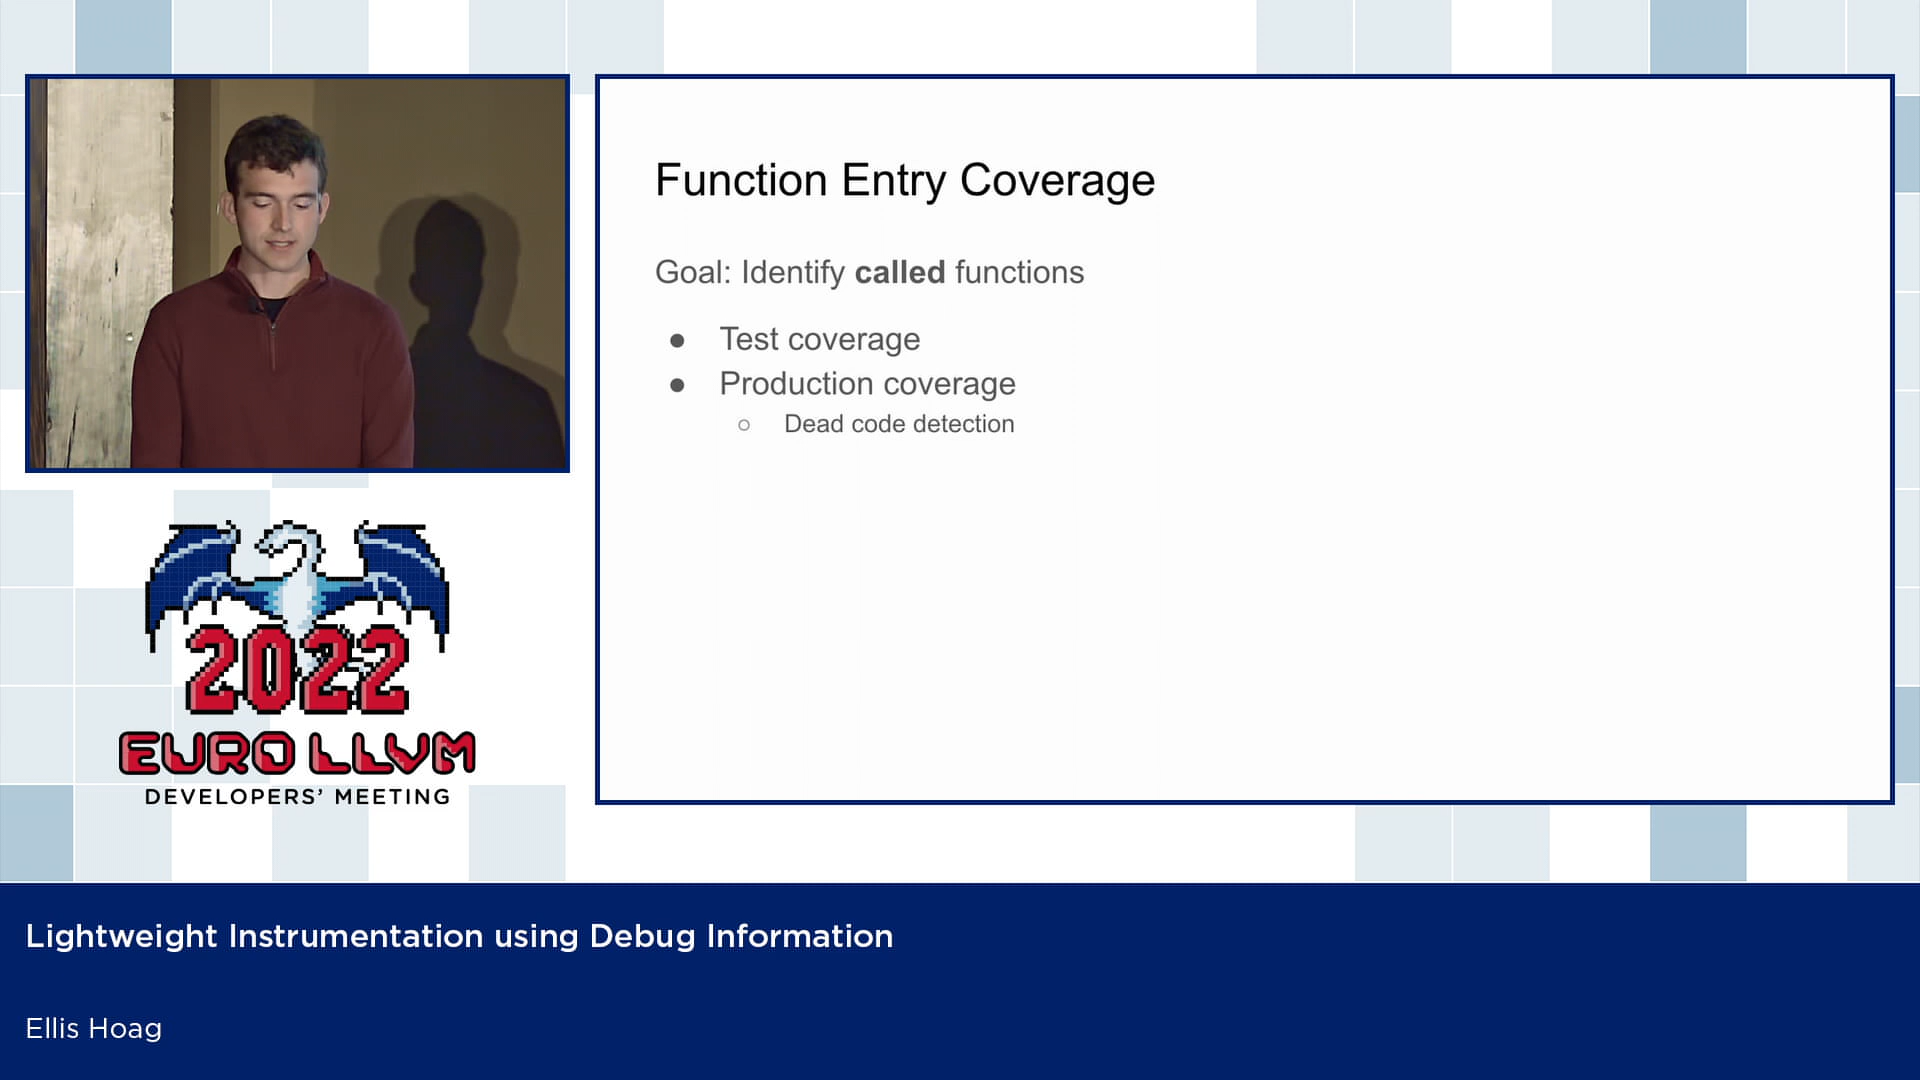 Function Entry Coverage
Goal: Identify called functions
● Test coverage
● Production coverage
○ Dead code detection
2022
EURO LLVM
DEVELOPERS’ MEETING
Lightweight Instrumentation using Debug Information
Ellis Hoag